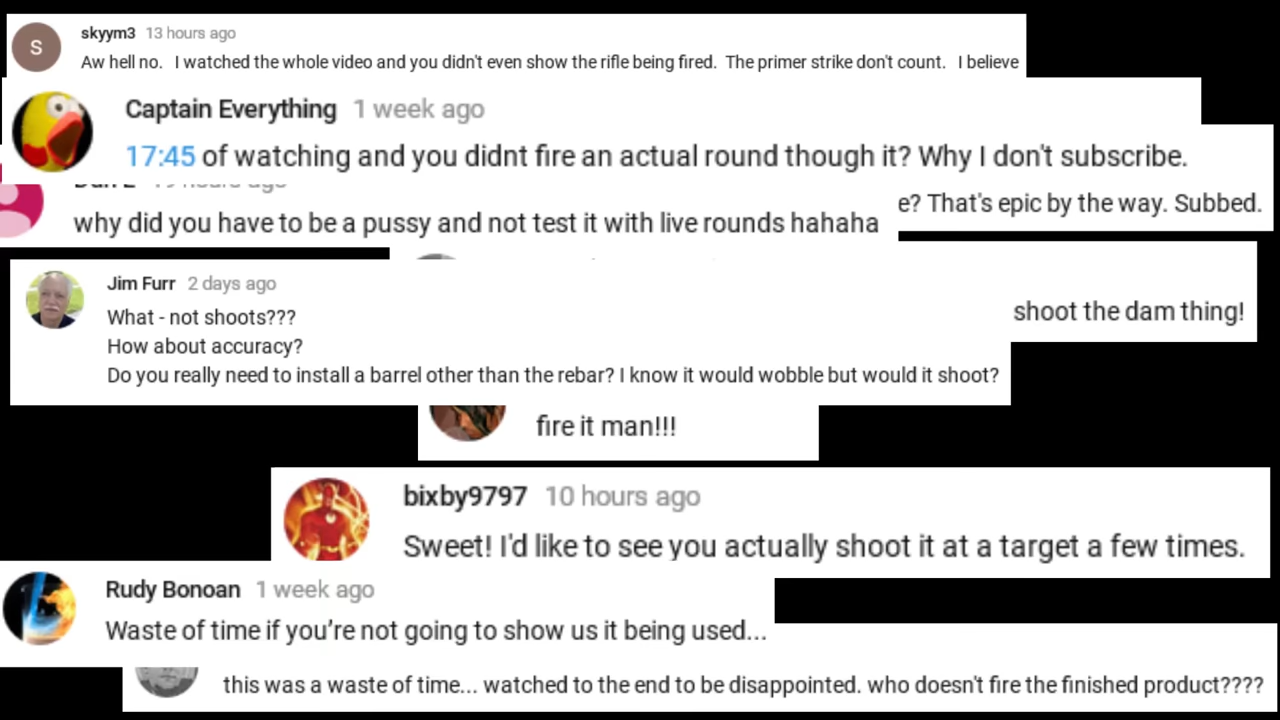 S
skyym3 13 hours ago
Aw hell no. I watched the whole video and you didn't even show the rifle being fired. The primer strike don't count. I believe
Captain Everything 1 week ago
17:45 of watching and you didnt fire an actual round though it? Why I don't subscribe.
e? That's epic by the way. Subbed.
why did you have to be a pussy and not test it with live rounds hahaha
Jim Furr 2 days ago
What - not shoots???
How about accuracy?
Do you really need to install a barrel other than the rebar? I know it would wobble but would it shoot?
shoot the dam thing!
fire it man!!!
bixby9797 10 hours ago
Sweet! I'd like to see you actually shoot it at a target a few times.
Rudy Bonoan 1 week ago
Waste of time if you're not going to show us it being used...
this was a waste of time... watched to the end to be disappointed. who doesn't fire the finished product????